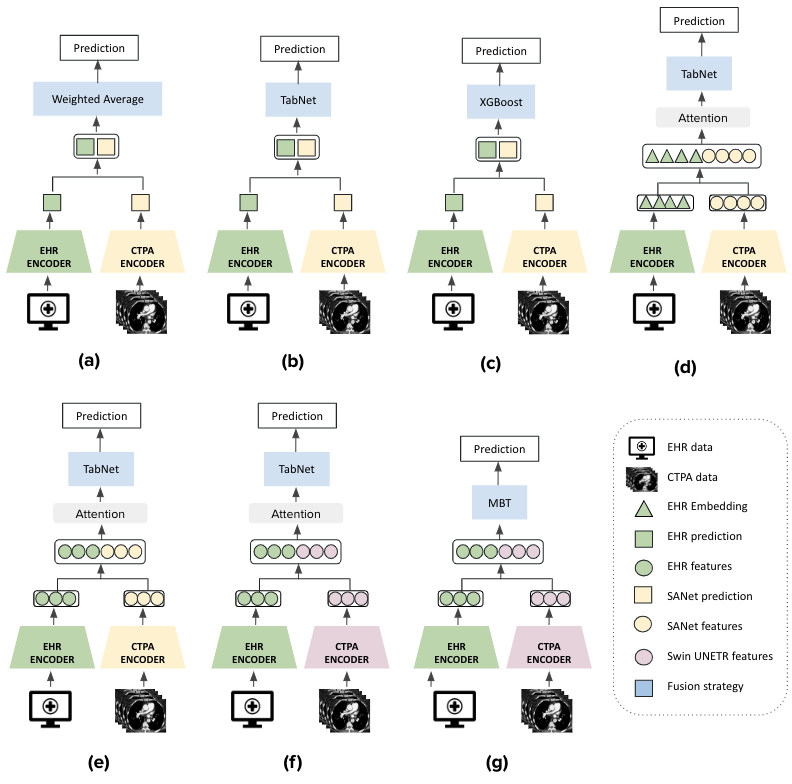 Prediction
Weighted Average
EHR
ENCODER
CTPA
ENCODER
(a)
Prediction
TabNet
EHR
ENCODER
CTPA
ENCODER
(b)
Prediction
XGBoost
EHR
ENCODER
CTPA
ENCODER
(c)
Prediction
TabNet
Attention
EHR
ENCODER
CTPA
ENCODER
(d)
Prediction
TabNet
Attention
EHR
ENCODER
CTPA
ENCODER
(e)
Prediction
TabNet
Attention
EHR
ENCODER
CTPA
ENCODER
(f)
Prediction
MBT
EHR
ENCODER
CTPA
ENCODER
(g)
EHR data
CTPA data
EHR Embedding
EHR prediction
EHR features
SANet prediction
SANet features
Swin UNETR features
Fusion strategy